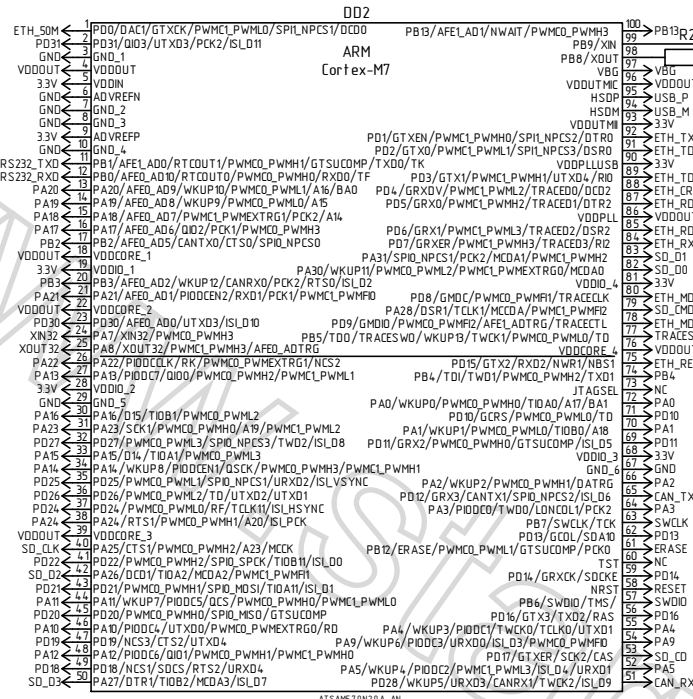 DD2
ARM
Cortex-M7
ETH_50M 1 PD0/DAC1/GTXCK/PWMC1_PWML0/SPI1_NPCS1/DCD0
PD31 2 PD31/QIO3/UTXD3/PCK2/ISI_D11
GND 3 GND_1
VDDOUT 4 VDDOUT
33V 5 VDDIN
GND 6 ADVREFN
GND 7 GND_2
GND 8 GND_3
33V 9 ADVREFP
GND 10 GND_4
RS232_TXD 11 PB1/AFE1_AD0/RTCOUT1/PWMC0_PWMH1/GTSUCOMP/TXD0/TK
RS232_RXD 12 PB0/AFE0_AD10/RTCOUT0/PWMC0_PWMH0/RXD0/TF
PA20 13 PA20/AFE0_AD9/WKUP10/PWMC0_PWML1/A16/BA0
PA19 14 PA19/AFE0_AD8/WKUP9/PWMC0_PWML0/A15
PA18 15 PA18/AFE0_AD7/PWMC1_PWMEXTRG1/PCK2/A14
PA17 16 PA17/AFE0_AD6/QIO2/PCK1/PWMC0_PWMH3
PB2 17 PB2/AFE0_AD5/CANTX0/CTS0/SPI0_NPCS0
VDDOUT 18 VDDCORE_1
33V 19 VDDIO_1
PB3 20 PB3/AFE0_AD2/WKUP12/CANRX0/PCK2/RTS0/ISI_D2
PA21 21 PA21/AFE0_AD1/PIODCEN2/RXD1/PCK1/PWMC1_PWMFI0
VDDOUT 22 VDDCORE_2
PD30 23 PD30/AFE0_AD0/UTXD3/ISI_D10
XIN32 24 PA7/XIN32/PWMC0_PWMH3
XOUT32 25 PA8/XOUT32/PWMC1_PWMH3/AFE0_ADTRG
PA22 26 PA22/PIODCCLK/RK/PWMC0_PWMEXTRG1/NCS2
PA13 27 PA13/PIODC7/QIO0/PWMC0_PWMH2/PWMC1_PWML1
33V 28 VDDIO_2
GND 29 GND_5
PA16 30 PA16/D15/TIOB1/PWMC0_PWML2
PA23 31 PA23/SCK1/PWMC0_PWMH0/A19/PWMC1_PWML2
PD27 32 PD27/PWMC0_PWML3/SPI0_NPCS3/TWD2/ISI_D8
PA15 33 PA15/D14/TIOA1/PWMC0_PWML3
PA14 34 PA14/WKUP8/PIODCEN1/QSCK/PWMC0_PWMH3/PWMC1_PWMH1
PD25 35 PD25/PWMC0_PWML1/SPI0_NPCS1/URXD2/ISI_VSYNC
PD26 36 PD26/PWMC0_PWML2/TD/UTXD2/UTXD1
PD24 37 PD24/PWMC0_PWML0/RF/TCLK11/ISI_HSYNC
PA24 38 PA24/RTS1/PWMC0_PWMH1/A20/ISI_PCK
VDDOUT 39 VDDCORE_3
SD_CLK 40 PA25/CTS1/PWMC0_PWMH2/A23/MCCK
PD22 41 PD22/PWMC0_PWMH2/SPI0_SPCK/TIOB11/ISI_D0
SD_D2 42 PA26/DCD1/TIOA2/MCDA2/PWMC1_PWMFI1
PD21 43 PD21/PWMC0_PWMH1/SPI0_MOSI/TIOA11/ISI_D1
PA11 44 PA11/WKUP7/PIODC5/QCS/PWMC0_PWMH0/PWMC1_PWML0
PD20 45 PD20/PWMC0_PWMH0/SPI0_MISO/GTSUCOMP
PA10 46 PA10/PIODC4/UTXD0/PWMC0_PWMEXTRG0/RD
PD19 47 PD19/NCS3/CTS2/UTXD4
PA12 48 PA12/PIODC6/QIO1/PWMC0_PWMH1/PWMC1_PWMH0
PD18 49 PD18/NCS1/SDCS/RTS2/URXD4
SD_D3 50 PA27/DTR1/TIOB2/MCDA3/ISI_D7
PB13/AFE1_AD1/NWAIT/PWMC0_PWMH3 100 PB13 R2
PB9/XIN 99
PB8/XOUT 98
VBG 97 VBG
VDDUTMIC 96 VDDOU
HSDP 95 USB_P
HSDM 94 USB_M
VDDUTMII 93 33V
PD1/GTXEN/PWMC1_PWMH0/SPI1_NPCS2/DTR0 92 ETH_TX
PD2/GTX0/PWMC1_PWML1/SPI1_NPCS3/DSR0 91 ETH_TD
VDDPLLUSB 90 33V
PD3/GTX1/PWMC1_PWMH1/UTXD4/RI0 89 ETH_TD
PD4/GRXDV/PWMC1_PWML2/TRACED0/DCD2 88 ETH_CR
PD5/GRX0/PWMC1_PWMH2/TRACED1/DTR2 87 ETH_RD
VDDPLL 86 VDDOU
PD6/GRX1/PWMC1_PWML3/TRACED2/DSR2 85 ETH_RD
PD7/GRXER/PWMC1_PWMH3/TRACED3/RI2 84 ETH_RX
PA31/SPI0_NPCS1/PCK2/MCDA1/PWMC1_PWMH2 83 SD_D1
PA30/WKUP11/PWMC0_PWML2/PWMC1_PWMEXTRG0/MCDA0 82 SD_D0
VDDIO_4 81 33V
PD8/GMDC/PWMC0_PWMFI1/TRACECLK 80 ETH_MD
PA28/DSR1/TCLK1/MCCDA/PWMC1_PWMFI2 79 SD_CMD
PD9/GMDIO/PWMC0_PWMFI2/AFE1_ADTRG/TRACECTL 78 ETH_MD
PB5/TDO/TRACESWO/WKUP13/TWCK1/PWMC0_PWML0/TD 77 TRACES
VDDCORE_4 76 VDDOU
PD15/GTX2/RXD2/NWR1/NBS1 75 ETH_RE
PB4/TDI/TWD1/PWMC0_PWMH2/TXD1 74 PB4
JTAGSEL 73 NC
PA0/WKUP0/PWMC0_PWMH0/TIOA0/A17/BA1 72 PA0
PD10/GCRS/PWMC0_PWML0/TD 71 PD10
PA1/WKUP1/PWMC0_PWML0/TIOB0/A18 70 PA1
PD11/GRX2/PWMC0_PWMH0/GTSUCOMP/ISI_D5 69 PD11
VDDIO_3 68 33V
GND_6 67 GND
PA2/WKUP2/PWMC0_PWMH1/DATRG 66 PA2
PD12/GRX3/CANTX1/SPI0_NPCS2/ISI_D6 65 CAN_TX
PA3/PIODC0/TWD0/LONCOL1/PCK2 64 PA3
PB7/SWCLK/TCK 63 SWCLK
PD13/GCOL/SDA10 62 PD13
PB12/ERASE/PWMC0_PWML1/GTSUCOMP/PCK0 61 ERASE
TST 60 NC
PD14/GRXCK/SDCKE 59 PD14
NRST 58 RESET
PB6/SWDIO/TMS/ 57 SWDIO
PD16/GTX3/TXD2/RAS 56 PD16
PA4/WKUP3/PIODC1/TWCK0/TCLK0/UTXD1 55 PA4
PA9/WKUP6/PIODC3/URXD0/ISI_D3/PWMC0_PWMFI0 54 PA9
PD17/GTXER/SCK2/CAS 53 SD_CD
PA5/WKUP4/PIODC2/PWMC1_PWML3/ISI_D4/URXD1 52 PA5
PD28/WKUP5/URXD3/CANRX1/TWCK2/ISI_D9 51 CAN_RX